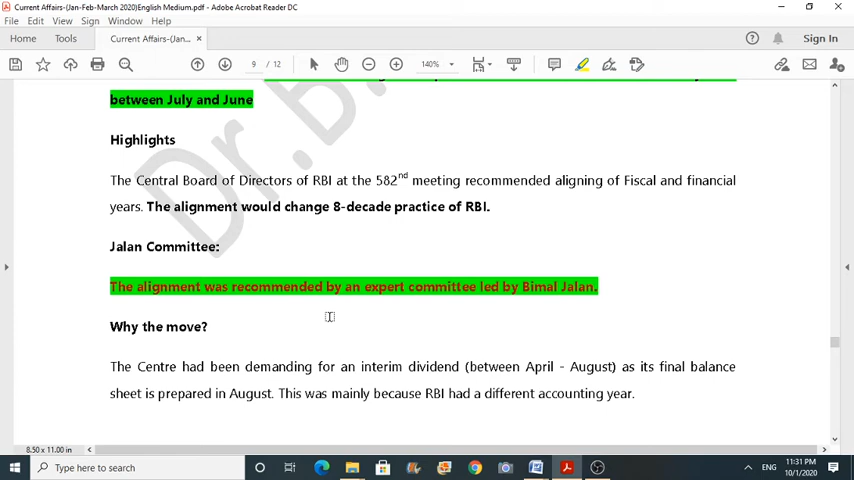 Current Affairs-(Jan-Feb-March 2020)English Medium.pdf - Adobe Acrobat Reader DC
File Edit View Sign Window Help
Home Tools Current Affairs-(Jan-... × Sign In
9 / 12 140%
between July and June
Highlights
The Central Board of Directors of RBI at the 582nd meeting recommended aligning of Fiscal and financial
years. The alignment would change 8-decade practice of RBI.
Jalan Committee:
The alignment was recommended by an expert committee led by Bimal Jalan.
Why the move?
The Centre had been demanding for an interim dividend (between April - August) as its final balance
sheet is prepared in August. This was mainly because RBI had a different accounting year.
Dr.B.
8.50 x 11.00 in
Type here to search
ENG
11:31 PM
10/1/2020